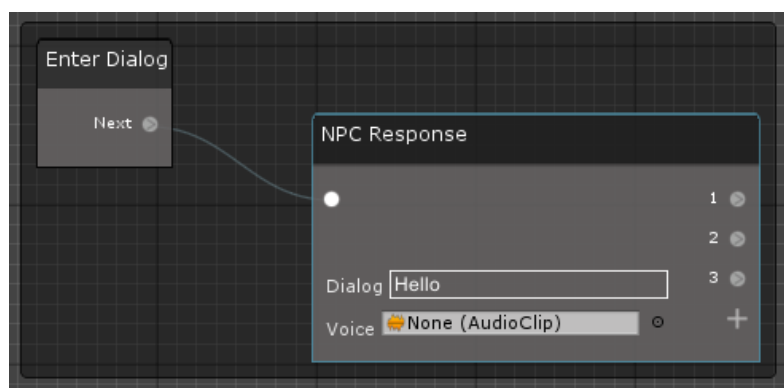 Enter Dialog
Next
NPC Response
1
2
3
Dialog Hello
Voice None (AudioClip)